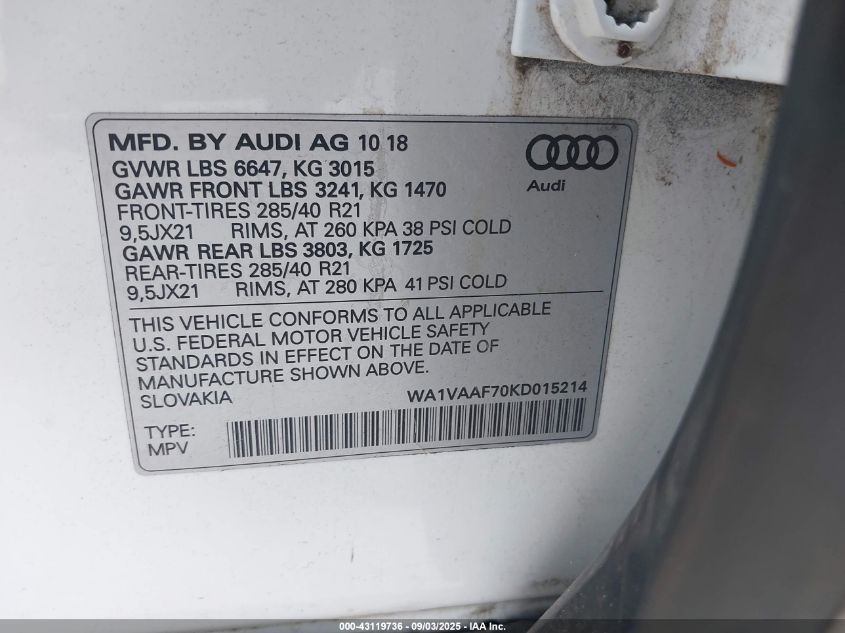 MFD. BY AUDI AG 10 18
GVWR LBS 6647, KG 3015
GAWR FRONT LBS 3241, KG 1470
FRONT-TIRES 285/40 R21
9,5JX21 RIMS, AT 260 KPA 38 PSI COLD
GAWR REAR LBS 3803, KG 1725
REAR-TIRES 285/40 R21
9,5JX21 RIMS, AT 280 KPA 41 PSI COLD
Audi
THIS VEHICLE CONFORMS TO ALL APPLICABLE
U.S. FEDERAL MOTOR VEHICLE SAFETY
STANDARDS IN EFFECT ON THE DATE OF
MANUFACTURE SHOWN ABOVE.
SLOVAKIA WA1VAAF70KD015214
TYPE:
MPV
000-43119736 - 09/03/2025 - IAA Inc.